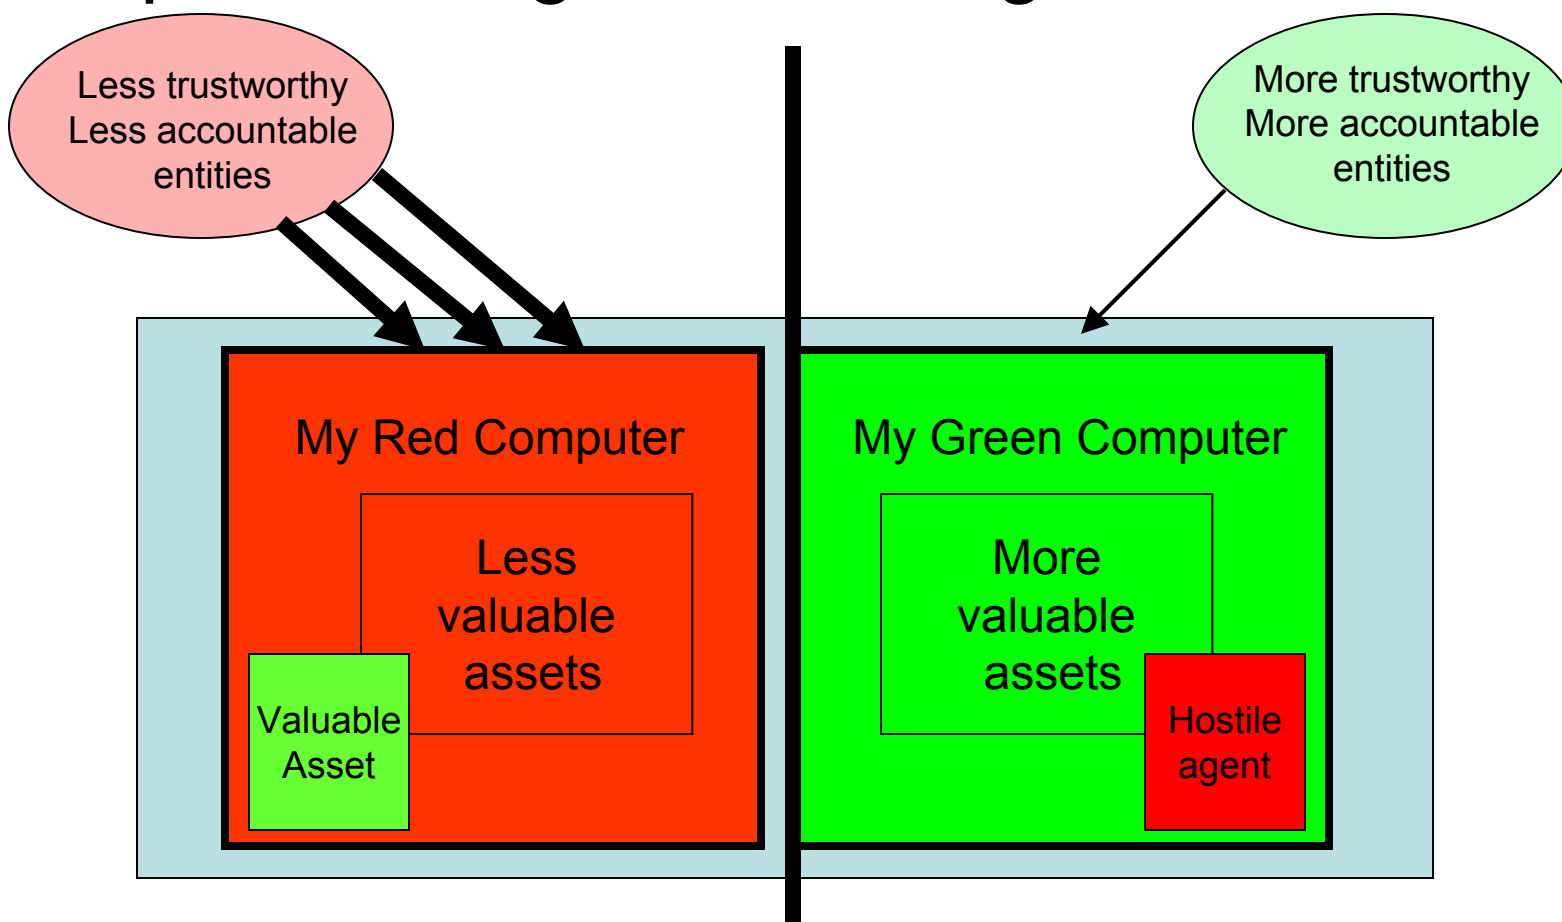 Less trustworthy
Less accountable
entities
More trustworthy
More accountable
entities
My Red Computer
My Green Computer
Less
valuable
assets
More
valuable
assets
Valuable
Asset
Hostile
agent